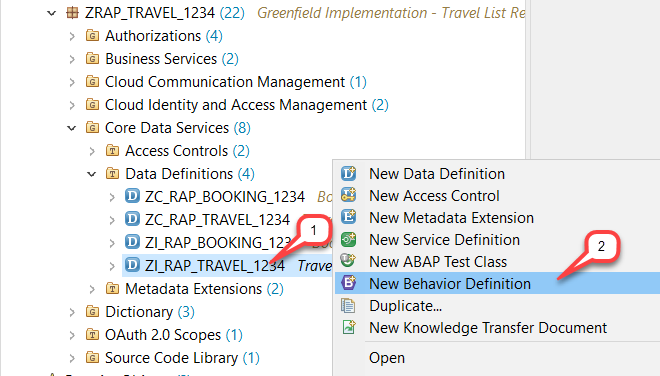 ZRAP_TRAVEL_1234 (22) Greenfield Implementation - Travel List Re
Authorizations (4)
Business Services (2)
Cloud Communication Management (1)
Cloud Identity and Access Management (2)
Core Data Services (8)
Access Controls (2)
Data Definitions (4)
ZC_RAP_BOOKING_1234 Bo
ZC_RAP_TRAVEL_1234
ZI_RAP_BOOKING_123
ZI_RAP_TRAVEL_1234 Trave
Metadata Extensions (2)
Dictionary (3)
OAuth 2.0 Scopes (1)
Source Code Library (1)
1
New Data Definition
New Access Control
New Metadata Extension
New Service Definition
New ABAP Test Class
New Behavior Definition
Duplicate...
New Knowledge Transfer Document
Open
2